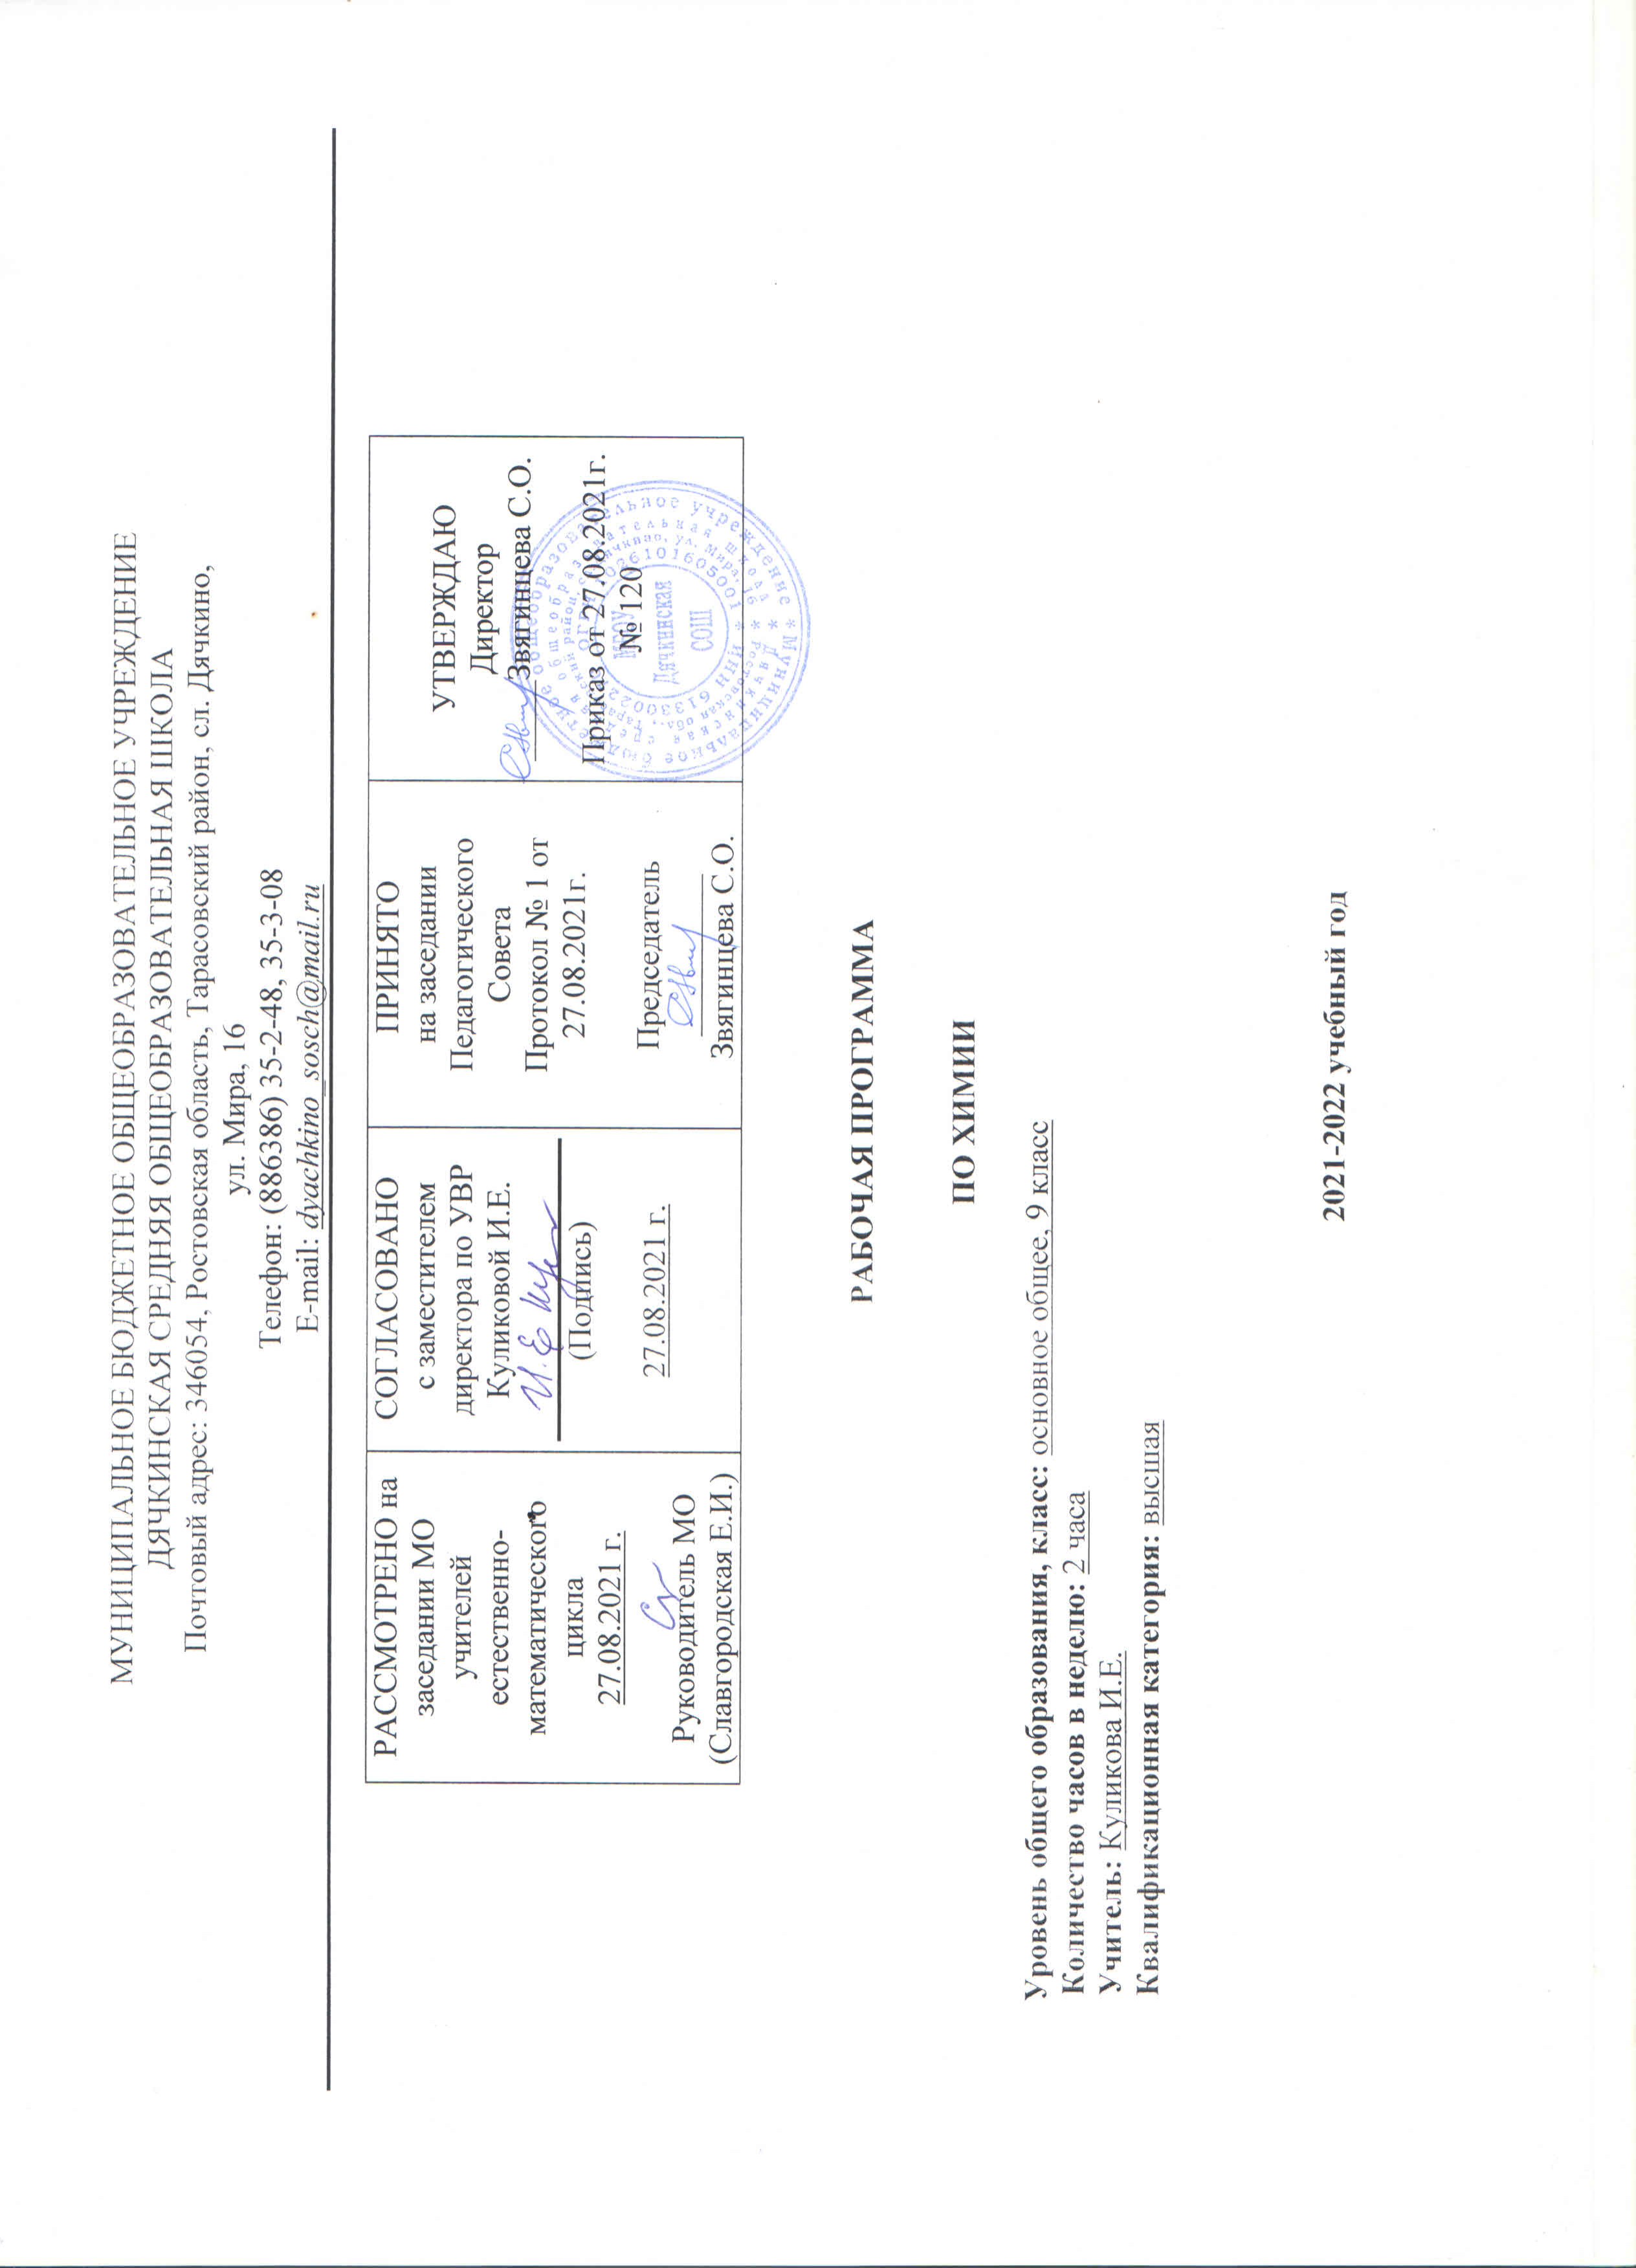 МУНИЦИПАЛЬНОЕ БЮДЖЕТНОЕ ОБЩЕОБРАЗОВАТЕЛЬНОЕ УЧРЕЖДЕНИЕ
ДЯЧКИНСКАЯ СРЕДНЯЯ ОБЩЕОБРАЗОВАТЕЛЬНАЯ ШКОЛА
Почтовый адрес: 346054, Ростовская область, Тарасовский район, сл. Дячкино,
ул. Мира, 16
Телефон: (886386) 35-2-48, 35-3-08
E-mail: dyachkino_sosch@mail.ru
РАССМОТРЕНО на
заседании МО
учителей
естественно-
математического
цикла
27.08.2021 г.
Руководитель МО
(Славгородская Е.И.)
СОГЛАСОВАНО
с заместителем
директора по УВР
Куликовой И.Е.
(Подпись)
27.08.2021 г.
ПРИНЯТО
на заседании
Педагогического
Совета
Протокол № 1 от
27.08.2021г.
Председатель
Звягинцева С.О.
УТВЕРЖДАЮ
Директор
Звягинцева С.О.
Приказ от 27.08.2021г.
№ 120
МБОУ
Дячкинская
СОШ
РАБОЧАЯ ПРОГРАММА
ПО ХИМИИ
Уровень общего образования, класс: основное общее, 9 класс
Количество часов в неделю: 2 часа
Учитель: Куликова И.Е.
Квалификационная категория: высшая
2021-2022 учебный год